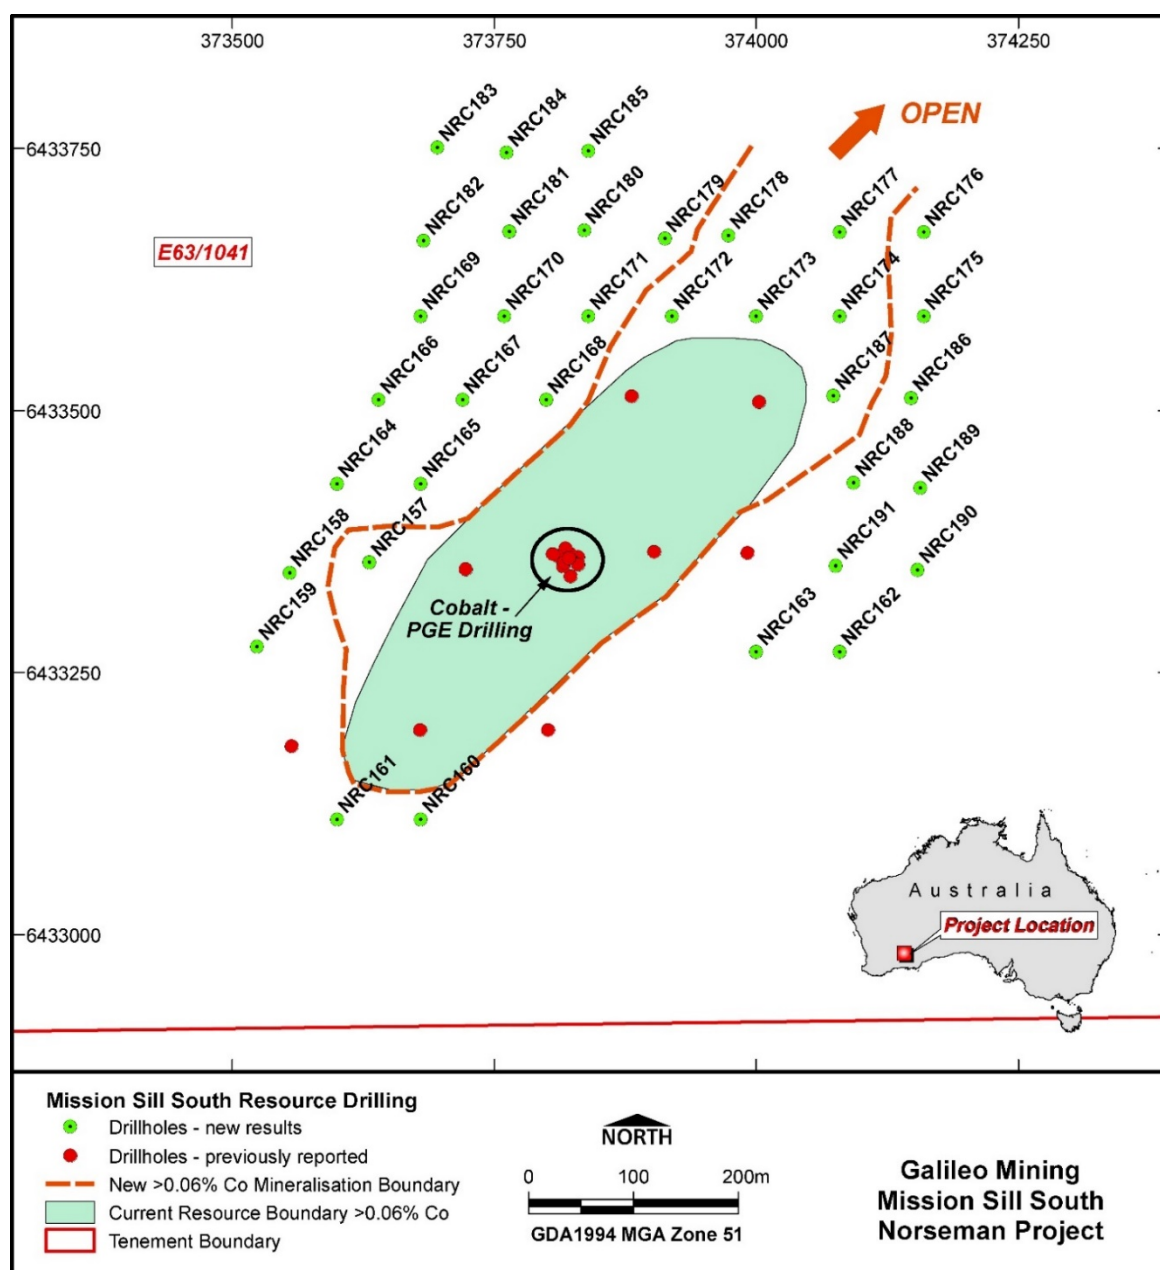 373500
373750
374000
374250
NRC183
NRC184
NRC185
OPEN
6433750
NRC182
NRC181
NRC180
NRC179
NRC178
NRC177
NRC176
E63/1041
NRC169
NRC170
NRC171
NRC172
NRC173
NRC174
NRC175
NRC166
NRC167
NRC168
NRC187
NRC186
6433500
NRC164
NRC165
NRC188
NRC189
NRC158
NRC157
NRC191
NRC190
NRC159
Cobalt -
PGE Drilling
NRC163
NRC162
6433250
NRC161
NRC160
Australia
Project Location
6433000
Mission Sill South Resource Drilling
Drillholes - new results
Drillholes - previously reported
New >0.06% Co Mineralisation Boundary
Current Resource Boundary >0.06% Co
Tenement Boundary
NORTH
0 100 200m
GDA1994 MGA Zone 51
Galileo Mining
Mission Sill South
Norseman Project